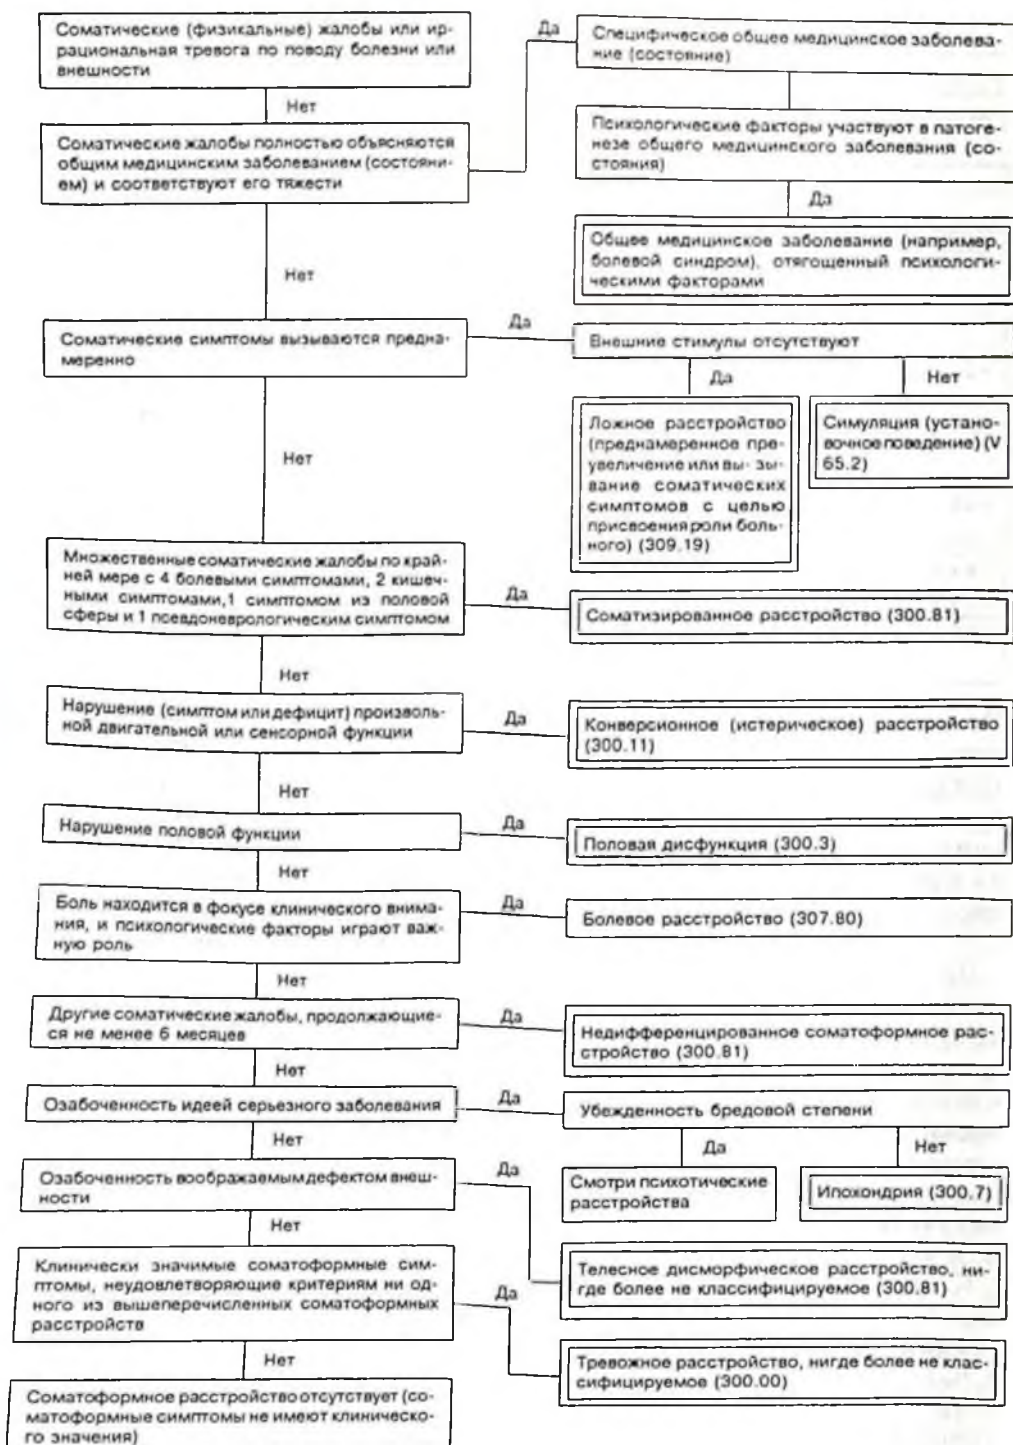 Соматические (физикальные) жалобы или ир-
рациональная тревога по поводу болезни или
внешности
Да
Специфическое общее медицинское заболева-
ние (состояние)
Нет
Соматические жалобы полностью объясняются
общим медицинским заболеванием (состояни-
ем) и соответствуют его тяжести
Психологические факторы участвуют в патоге-
незе общего медицинского заболевания (со-
стояния)
Да
Общее медицинское заболевание (например,
болевой синдром), отягощенный психологи-
ческими факторами
Нет
Соматические симптомы вызываются предна-
меренно
Да
Внешние стимулы отсутствуют
Да
Нет
Ложное расстройство
(преднамеренное пре-
увеличение или вы- зы-
вание соматических
симптомов с целью
присвоения роли боль-
ного) (309.19)
Симуляция (устано-
вочное поведение) (V
65.2)
Нет
Множественные соматические жалобы по край-
ней мере с 4 болевыми симптомами, 2 кишеч-
ными симптомами,1 симптомом из половой
сферы и 1 псевдоневрологическим симптомом
Да
Соматизированное расстройство (300.81)
Нет
Нарушение (симптом или дефицит) произволь-
ной двигательной или сенсорной функции
Да
Конверсионное (истерическое) расстройство
(300.11)
Нет
Нарушение половой функции
Да
Половая дисфункция (300.3)
Нет
Боль находится в фокусе клинического внима-
ния, и психологические факторы играют важ-
ную роль
Да
Болевое расстройство (307.80)
Нет
Другие соматические жалобы, продолжающие-
ся не менее 6 месяцев
Да
Недифференцированное соматоформное рас-
стройство (300.81)
Нет
Озабоченность идеей серьезного заболевания
Да
Убежденность бредовой степени
Нет
Да
Нет
Озабоченность воображаемым дефектом внеш-
ности
Да
Смотри психотические
расстройства
Ипохондрия (300.7)
Нет
Клинически значимые соматоформные сим-
птомы, неудовлетворяющие критериям ни од-
ного из вышеперечисленных соматоформных
расстройств
Да
Телесное дисморфическое расстройство, ни-
где более не классифицируемое (300.81)
Нет
Тревожное расстройство, нигде более не клас-
сифицируемое (300.00)
Соматоформное расстройство отсутствует (со-
матоформные симптомы не имеют клиническо-
го значения)